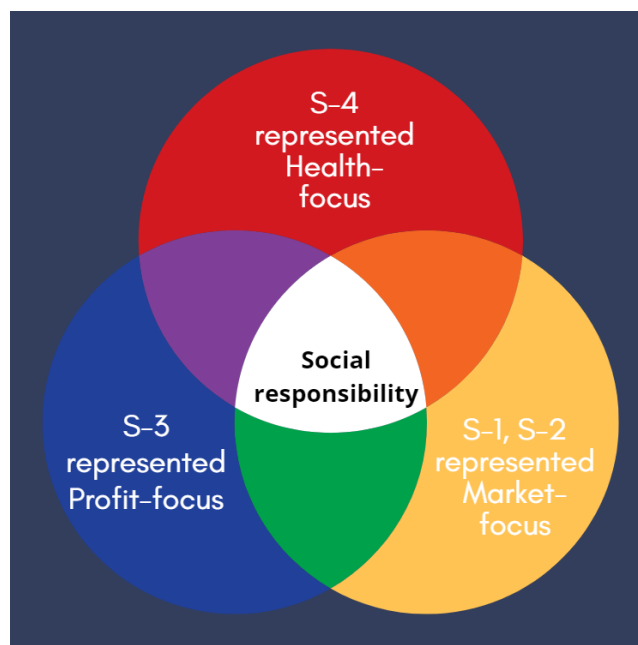 S-4
represented
Health-
focus
Social
responsibility
S-3
represented
Profit-focus
S-1, S-2
represented
Market-
focus